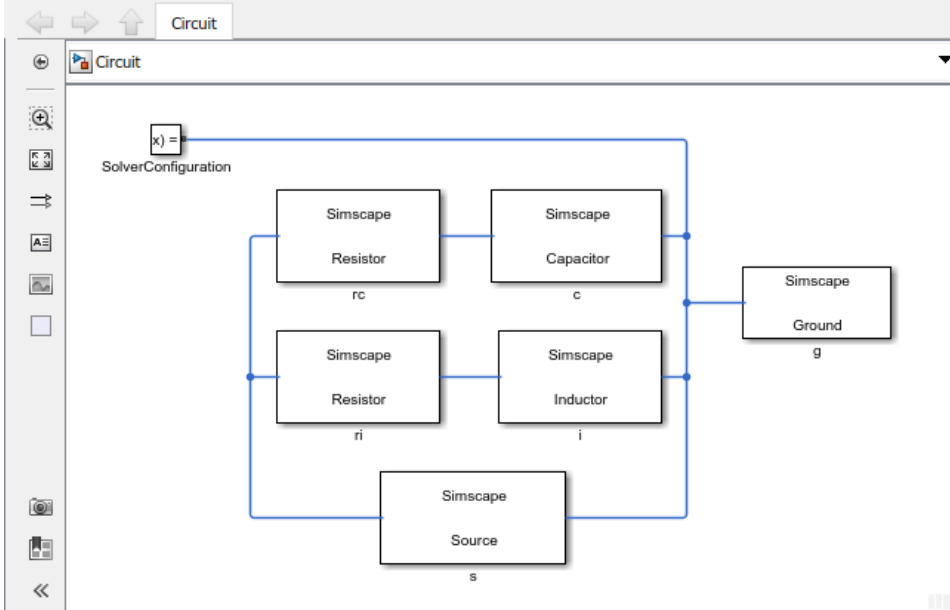 Circuit
Circuit
x) =
SolverConfiguration
Simscape
Resistor
rc
Simscape
Capacitor
c
Simscape
Ground
g
Simscape
Resistor
ri
Simscape
Inductor
i
Simscape
Source
s